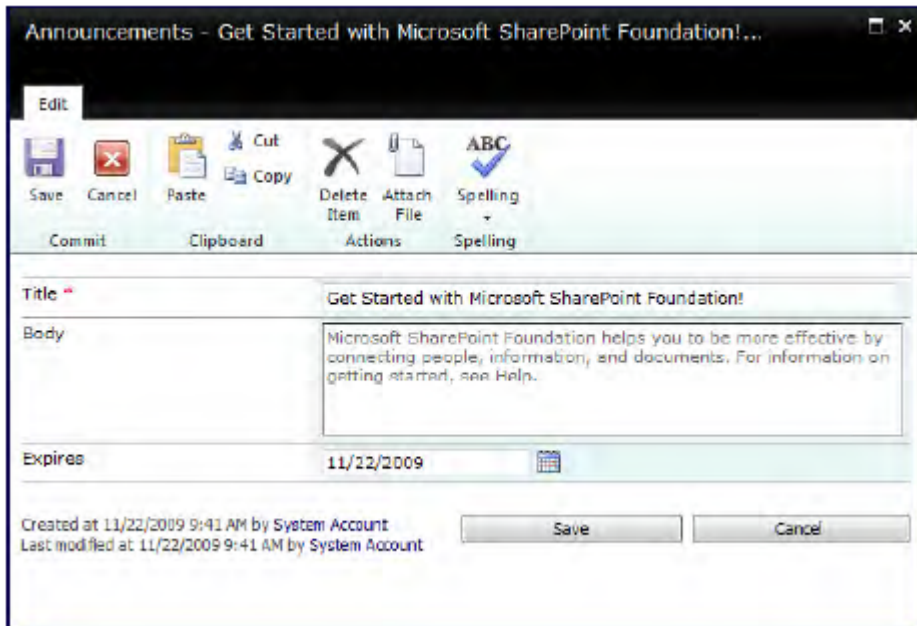 Announcements - Get Started with Microsoft SharePoint Foundation!...
Edit
Save
Cancel
Paste
Cut
Copy
Delete Item
Attach File
ABC
Spelling
Commit
Clipboard
Actions
Spelling
Title *
Get Started with Microsoft SharePoint Foundation!
Body
Microsoft SharePoint Foundation helps you to be more effective by
connecting people, information, and documents. For information on
getting started, see Help.
Expires
11/22/2009
Created at 11/22/2009 9:41 AM by System Account
Last modified at 11/22/2009 9:41 AM by System Account
Save
Cancel